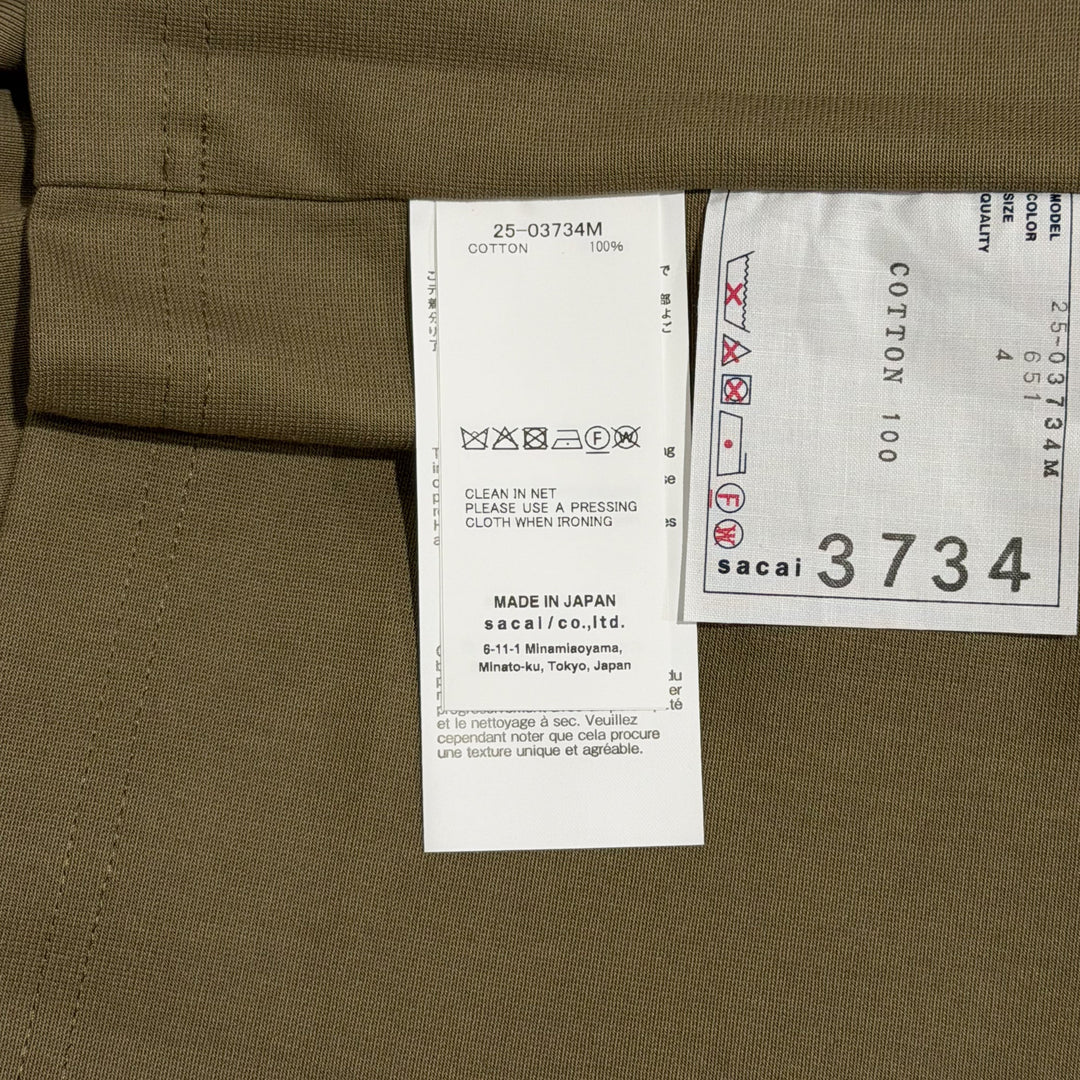 25-03734M
COTTON 100%
CLEAN IN NET
PLEASE USE A PRESSING
CLOTH WHEN IRONING
MADE IN JAPAN
sacai/co.,ltd.
6-11-1 Minamiaoyama,
Minato-ku, Tokyo, Japan
et le nettoyage à sec. Veuillez
cependant noter que cela procure
une texture unique et agréable.
MODEL 25-03734M
COLOR 651
SIZE 4
QUALITY
COTTON 100
F
W
sacai 3734